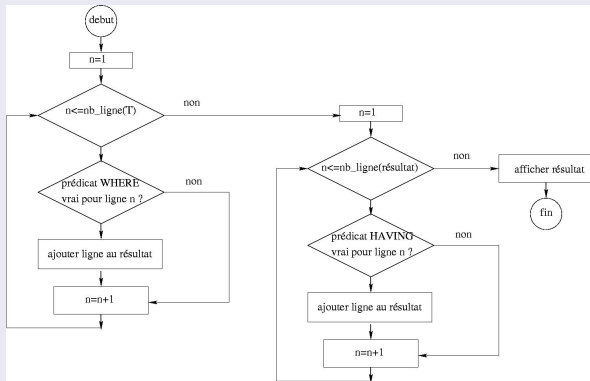 debut
n=1
n<=nb_ligne(T)
non
prédicat WHERE
vrai pour ligne n ?
non
ajouter ligne au résultat
n=n+1
n=1
n<=nb_ligne(résultat)
non
afficher résultat
fin
prédicat HAVING
vrai pour ligne n ?
non
ajouter ligne au résultat
n=n+1